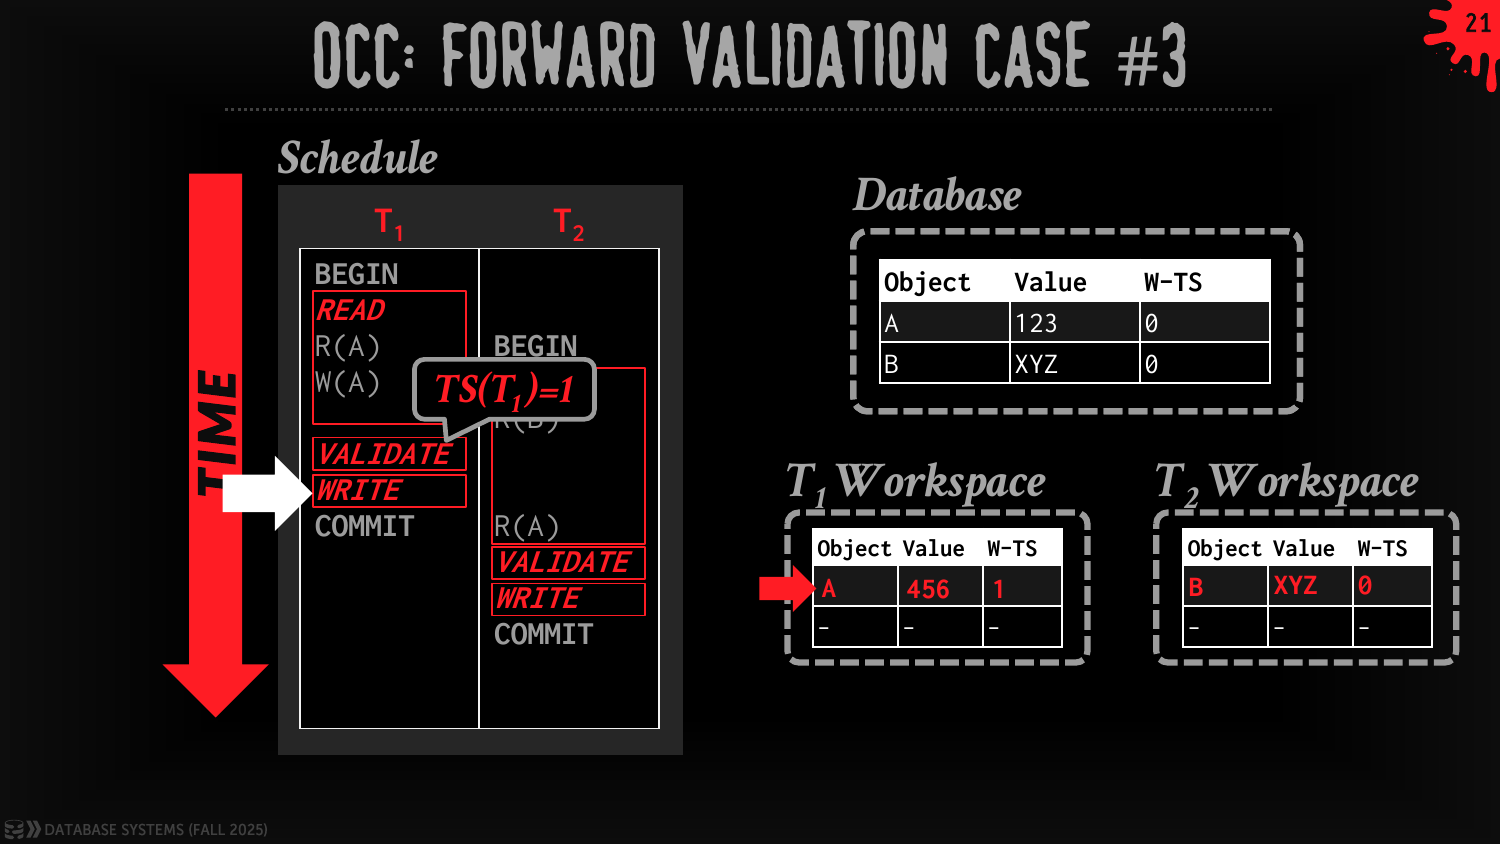 OCC: FORWARD VALIDATION CASE #3
21
Schedule
T1
T2
BEGIN
READ
R(A)
W(A)
VALIDATE
WRITE
COMMIT
BEGIN
R(B)
R(A)
VALIDATE
WRITE
COMMIT
TS(T1)=1
TIME
Database
Object Value W-TS
A 123 0
B XYZ 0
T1 Workspace
Object Value W-TS
A 456 1
- - -
T2 Workspace
Object Value W-TS
B XYZ 0
- - -
DATABASE SYSTEMS (FALL 2025)